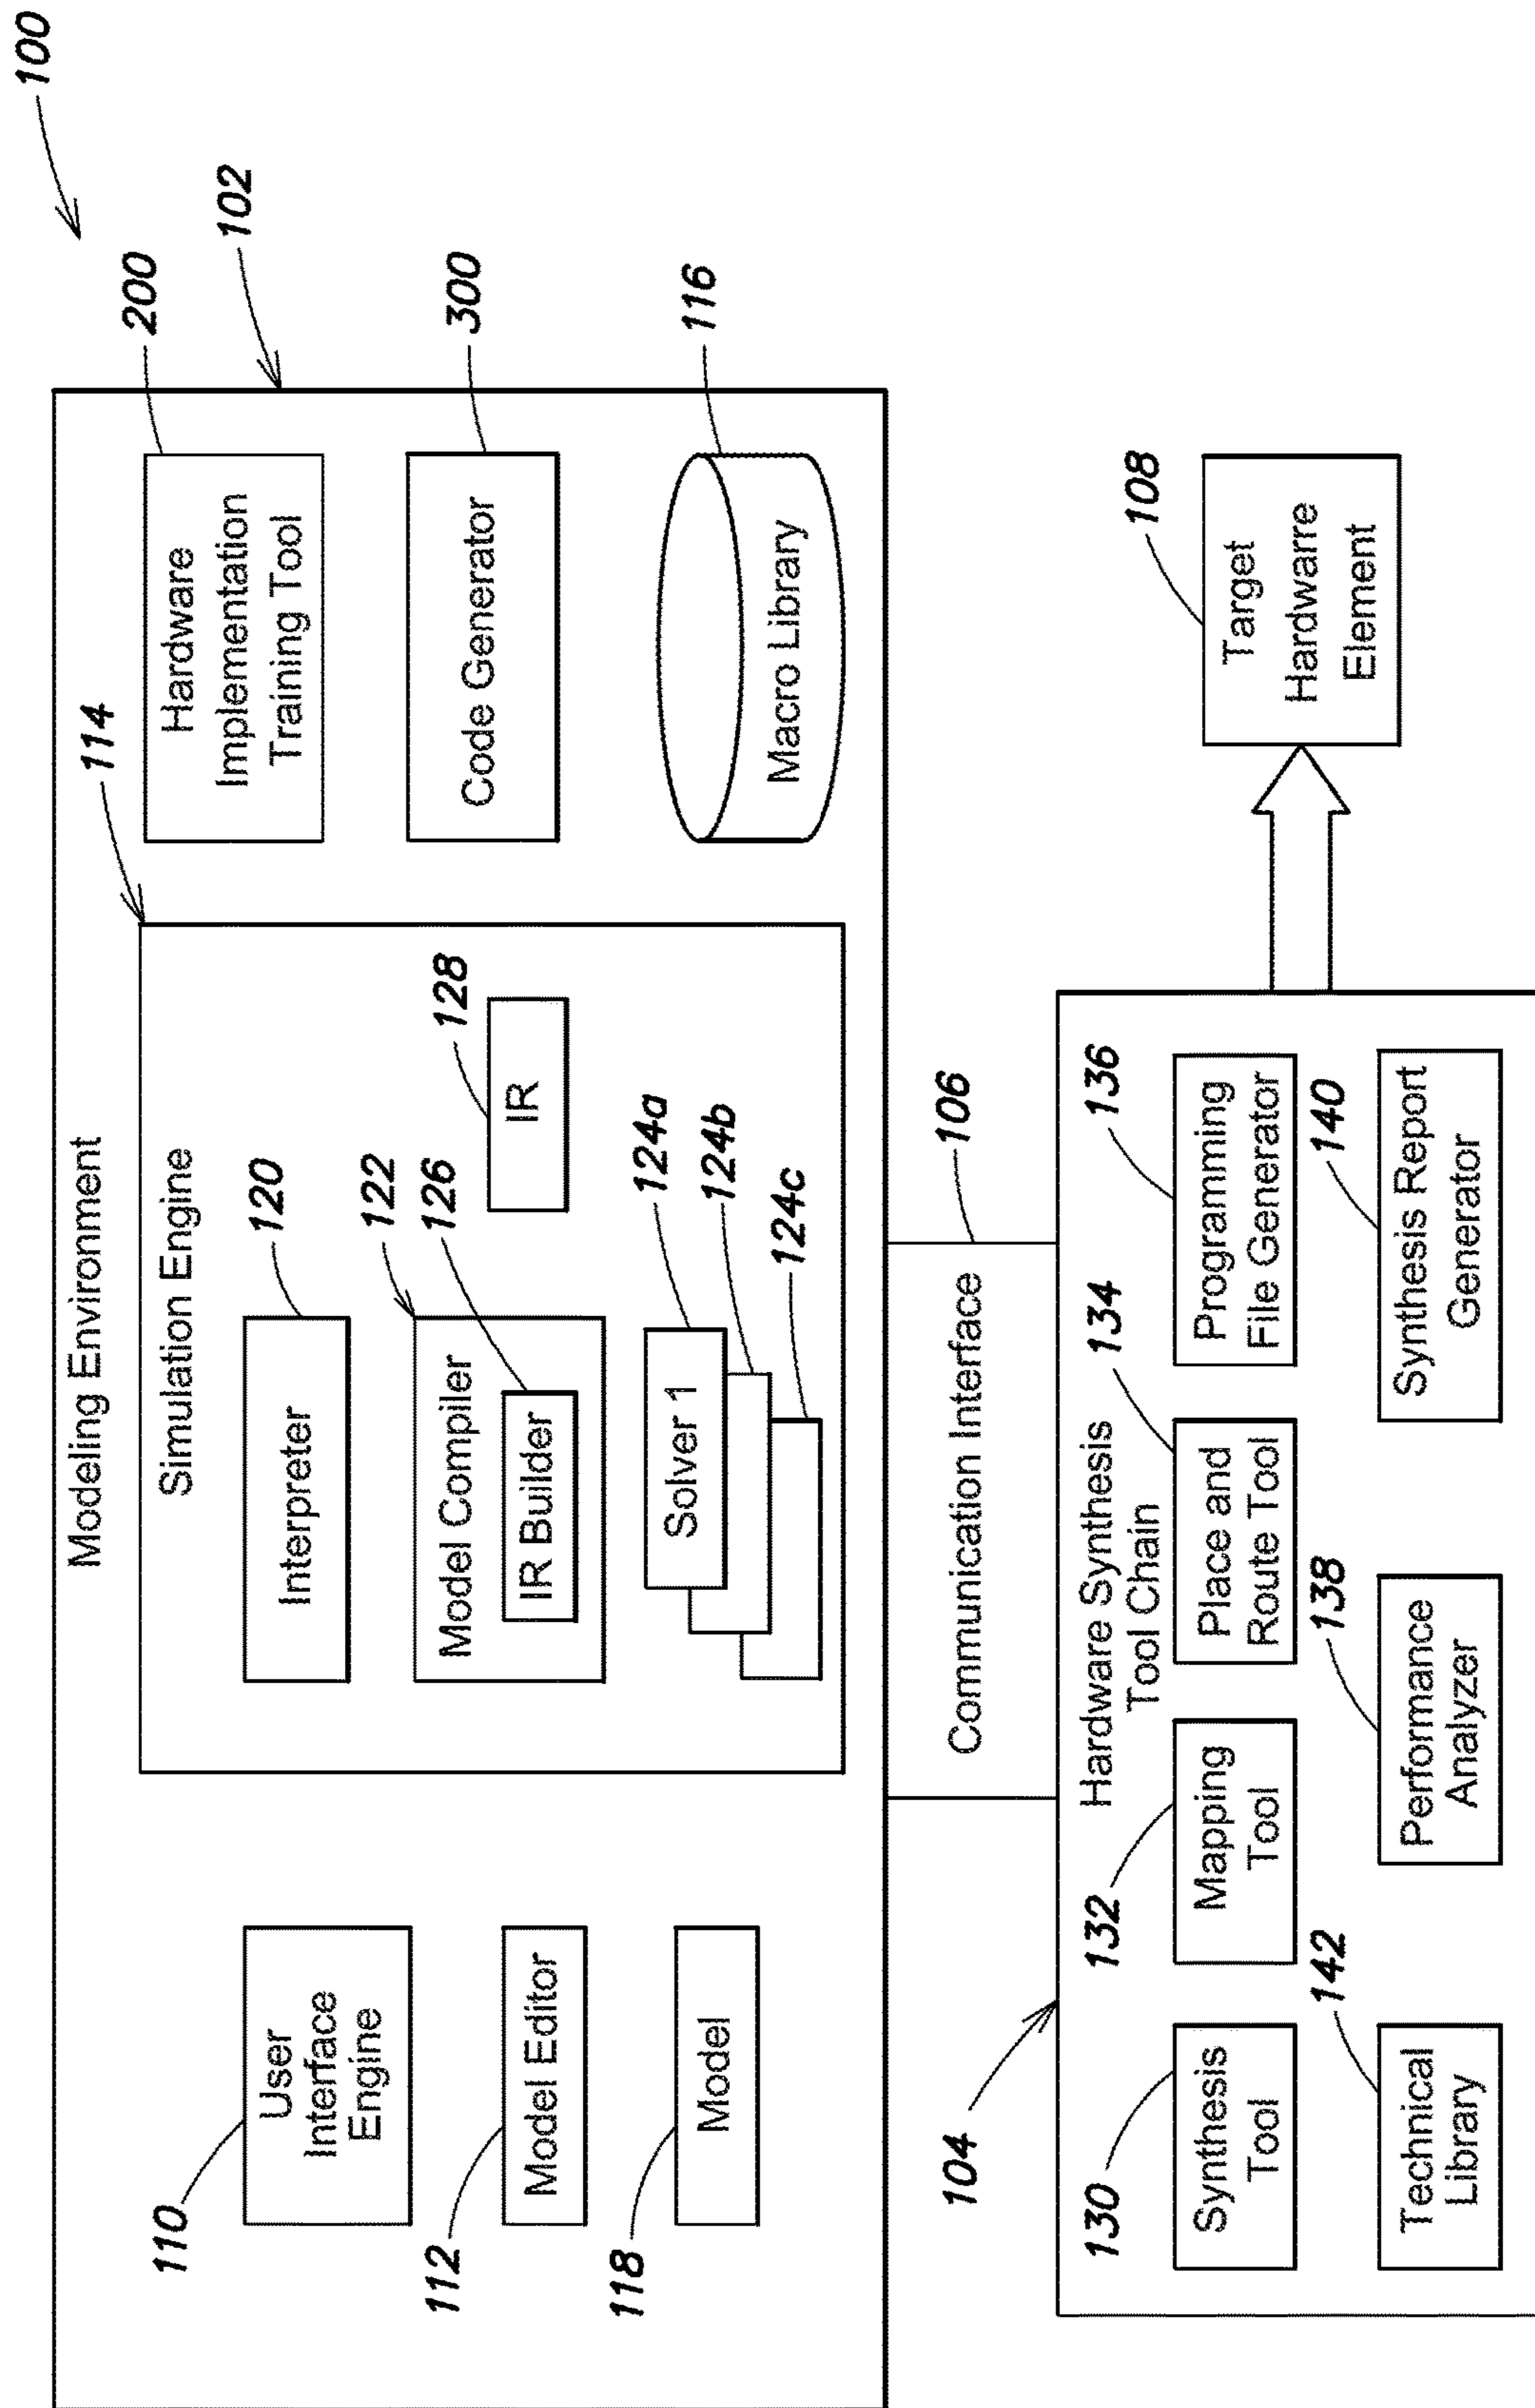 100
102
Modeling Environment
114
200
110
User
Interface
Engine
Simulation Engine
120
Interpreter
Hardware
Implementation
Training Tool
112
Model Editor
122
126
Model Compiler
IR Builder
128
IR
300
Code Generator
118
Model
124a
124b
124c
Solver 1
116
Macro Library
Communication Interface
106
104
Hardware Synthesis
Tool Chain
130
Synthesis
Tool
132
Mapping
Tool
134
Place and
Route Tool
136
Programming
File Generator
108
Target
Hardwarre
Element
142
Technical
Library
138
Performance
Analyzer
140
Synthesis Report
Generator